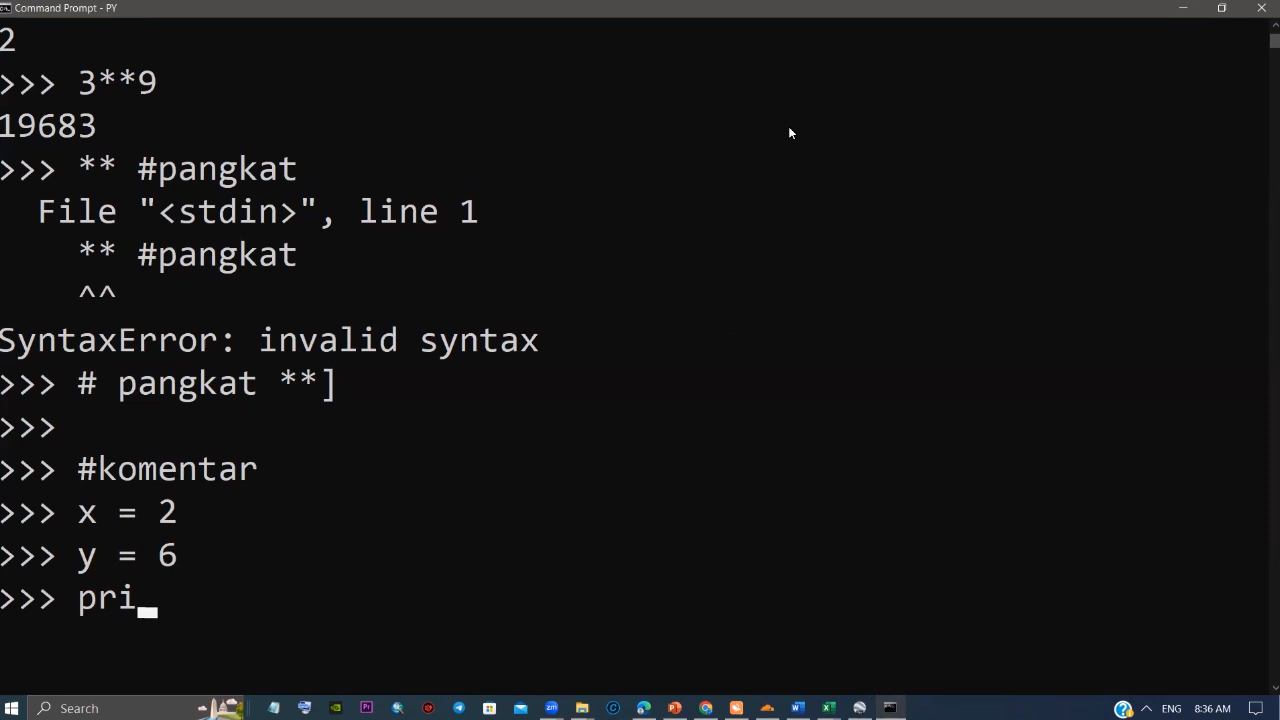 Command Prompt - PY
2
>>> 3**9
19683
>>> ** #pangkat
  File "<stdin>", line 1
    ** #pangkat
    ^^
SyntaxError: invalid syntax
>>> # pangkat **]
>>>
>>> #komentar
>>> x = 2
>>> y = 6
>>> pri
Search
ENG
8:36 AM